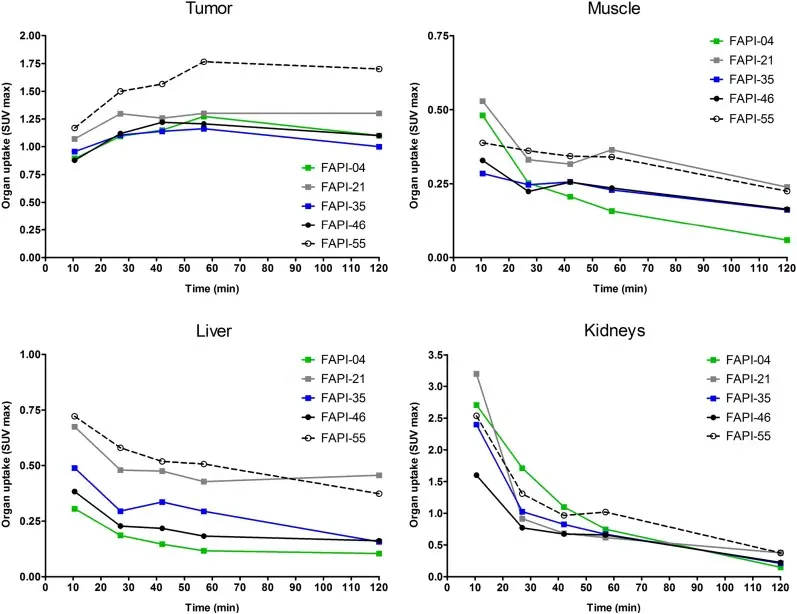 Tumor
Organ uptake (SUV max)
2.00
1.75
1.50
1.25
1.00
0.75
0.50
0.25
0.00
FAPI-04
FAPI-21
FAPI-35
FAPI-46
FAPI-55
0 10 20 30 40 50 60 70 80 90 100 110 120
Time (min)
Muscle
Organ uptake (SUV max)
0.75
0.50
0.25
0.00
FAPI-04
FAPI-21
FAPI-35
FAPI-46
FAPI-55
0 10 20 30 40 50 60 70 80 90 100 110 120
Time (min)
Liver
Organ uptake (SUV max)
1.00
0.75
0.50
0.25
0.00
FAPI-04
FAPI-21
FAPI-35
FAPI-46
FAPI-55
0 10 20 30 40 50 60 70 80 90 100 110 120
Time (min)
Kidneys
Organ uptake (SUV max)
3.5
3.0
2.5
2.0
1.5
1.0
0.5
0.0
FAPI-04
FAPI-21
FAPI-35
FAPI-46
FAPI-55
0 10 20 30 40 50 60 70 80 90 100 110 120
Time (min)